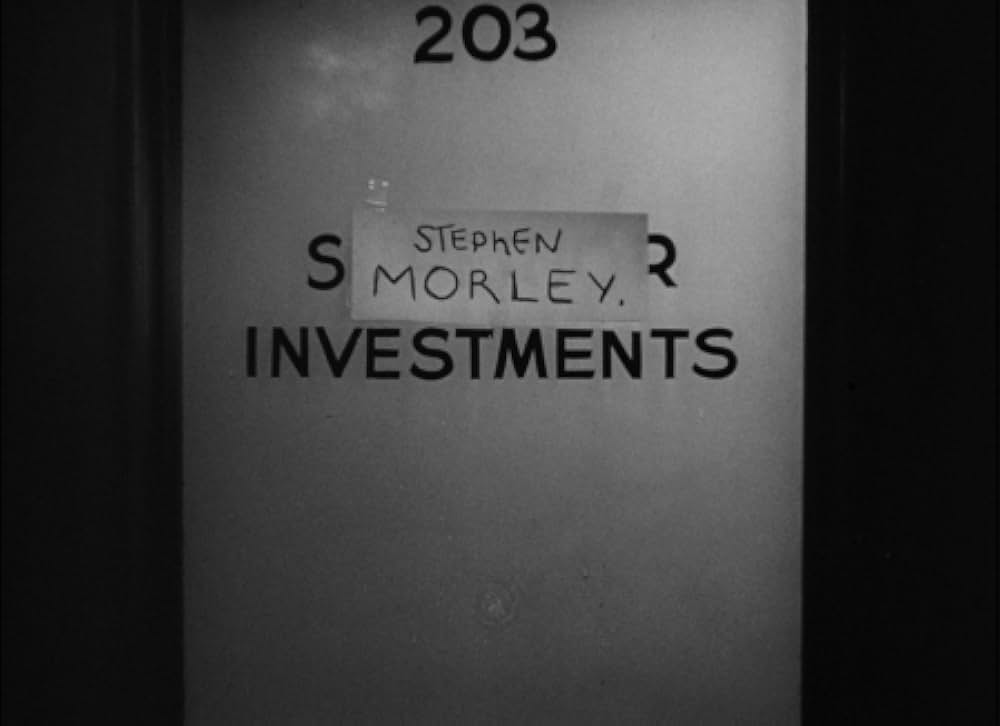 203
STEPhEN
MORLEY.
INVESTMENTS